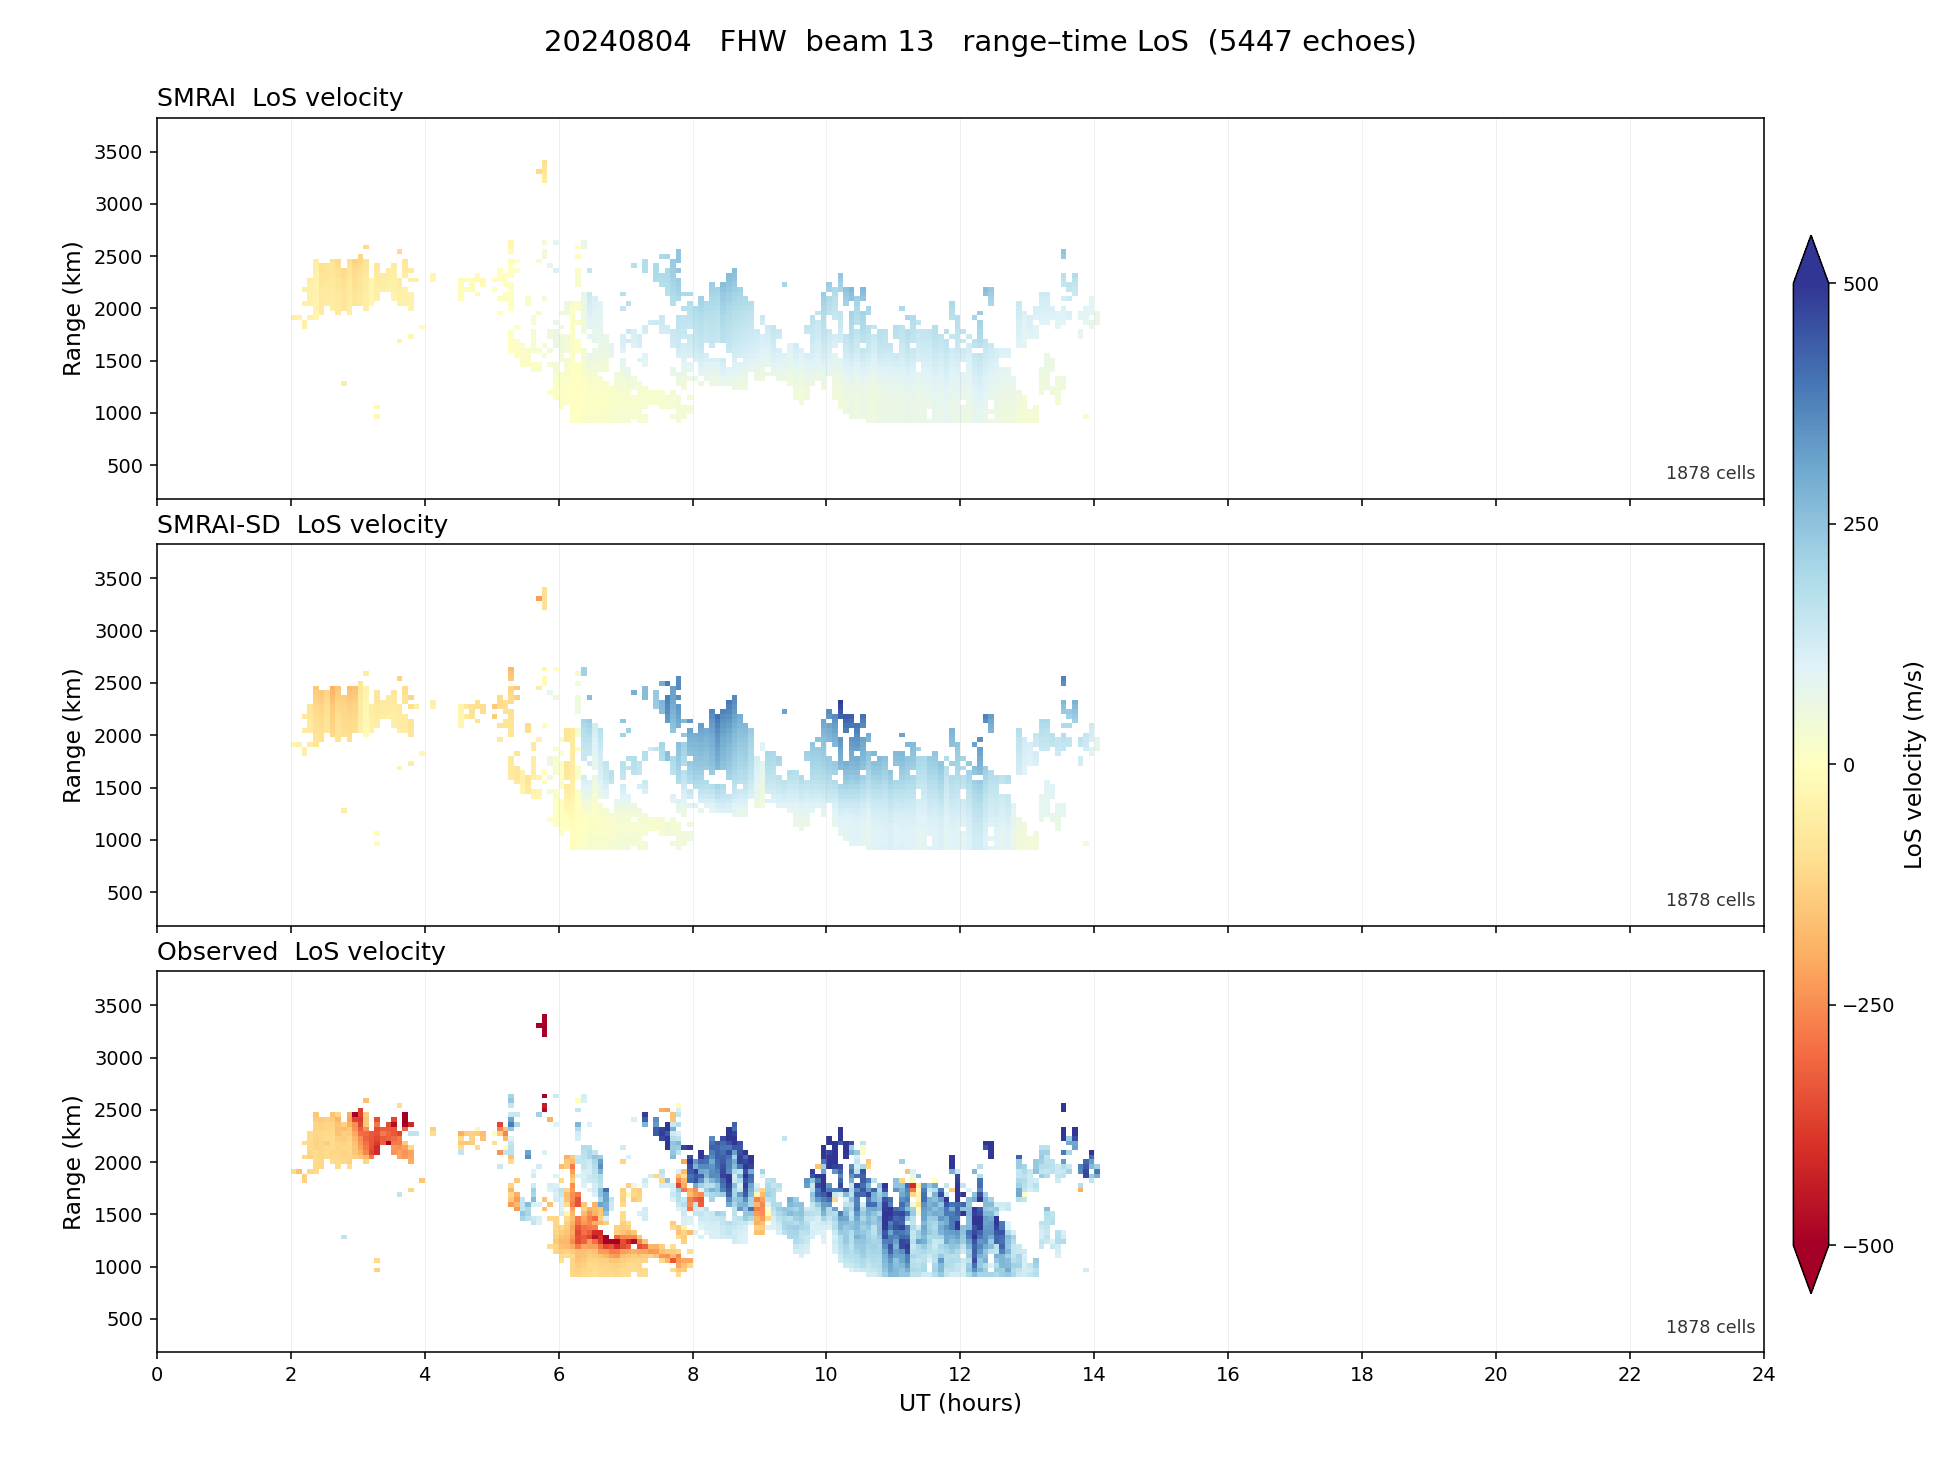 20240804   FHW  beam 13   range–time LoS  (5447 echoes)
SMRAI  LoS velocity
3500
3000
2500
2000
1500
1000
500
Range (km)
1878 cells
SMRAI-SD  LoS velocity
3500
3000
2500
2000
1500
1000
500
Range (km)
1878 cells
Observed  LoS velocity
3500
3000
2500
2000
1500
1000
500
Range (km)
1878 cells
0 2 4 6 8 10 12 14 16 18 20 22 24
UT (hours)
500
250
0
−250
−500
LoS velocity (m/s)